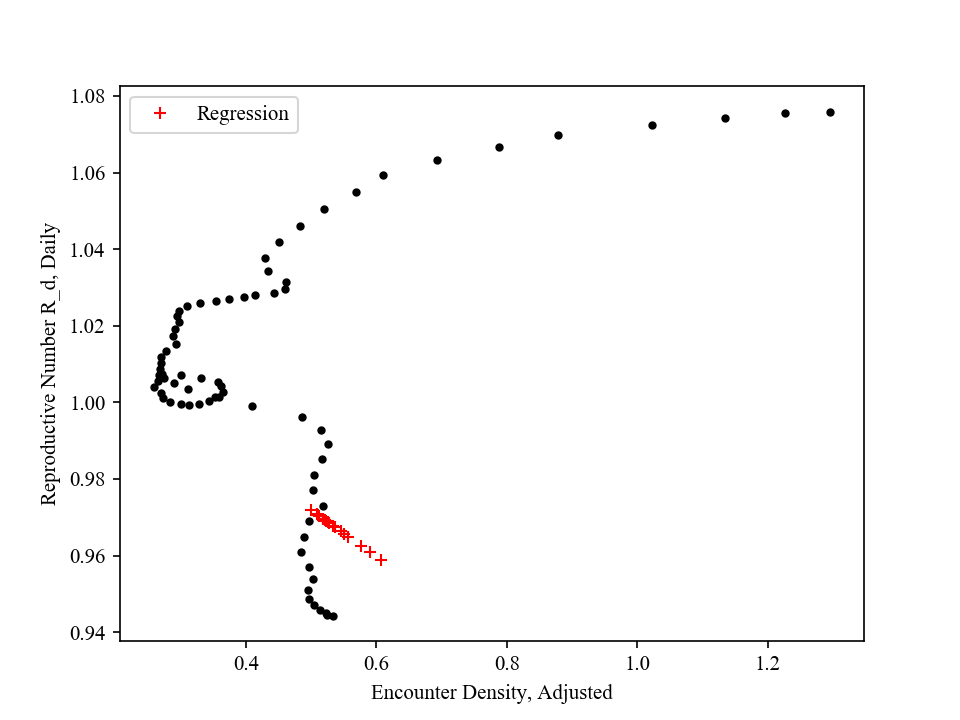 Regression
1.08
1.06
1.04
1.02
1.00
0.98
0.96
0.94
Reproductive Number R_d, Daily
0.4 0.6 0.8 1.0 1.2
Encounter Density, Adjusted